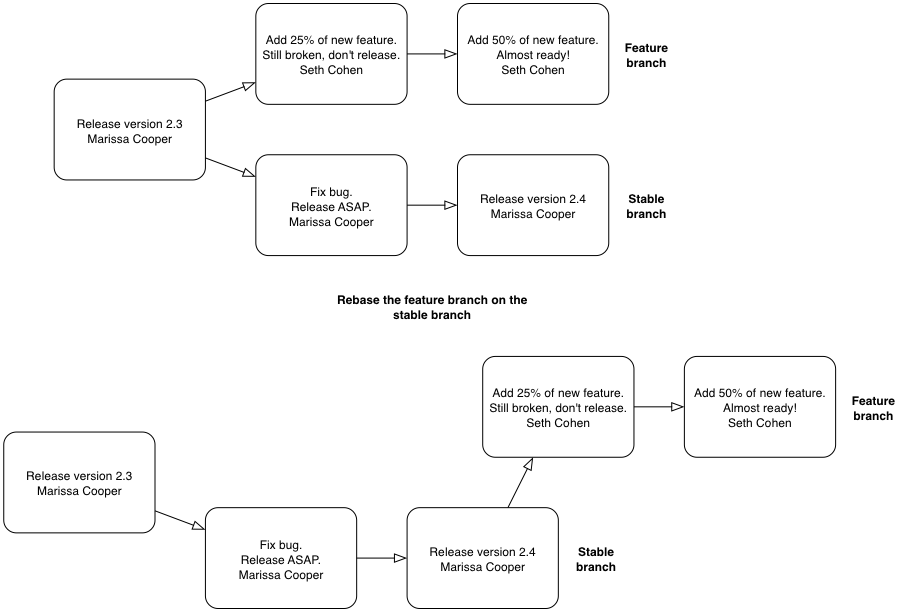 Add 25% of new feature.
Still broken, don't release.
Seth Cohen
Add 50% of new feature.
Almost ready!
Seth Cohen
Feature
branch
Release version 2.3
Marissa Cooper
Fix bug.
Release ASAP.
Marissa Cooper
Release version 2.4
Marissa Cooper
Stable
branch
Rebase the feature branch on the
stable branch
Add 25% of new feature.
Still broken, don't release.
Seth Cohen
Add 50% of new feature.
Almost ready!
Seth Cohen
Feature
branch
Release version 2.3
Marissa Cooper
Fix bug.
Release ASAP.
Marissa Cooper
Release version 2.4
Marissa Cooper
Stable
branch